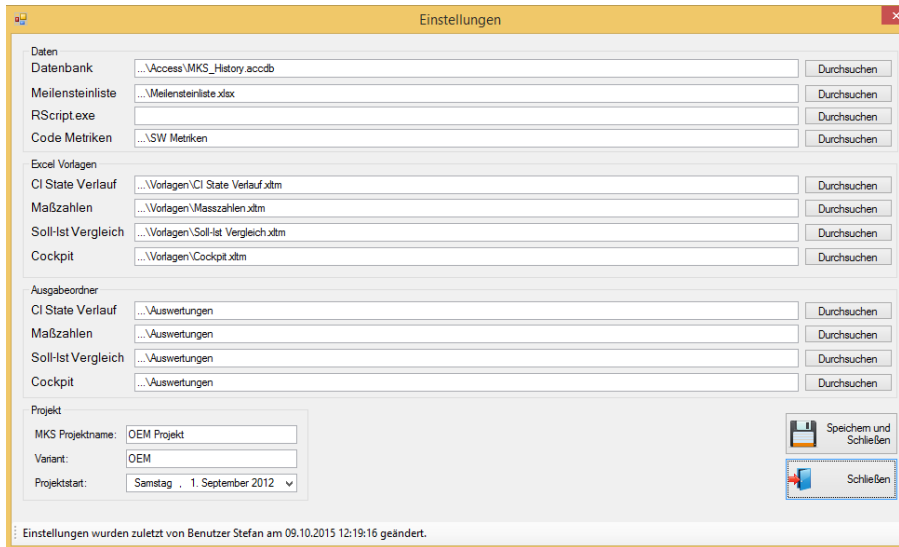 Einstellungen
Daten
Datenbank ...\Access\MKS_History.accdb Durchsuchen
Meilensteinliste ...\Meilensteinliste.xlsx Durchsuchen
RScript.exe Durchsuchen
Code Metriken ...\SW Metriken Durchsuchen
Excel Vorlagen
CI State Verlauf ...\Vorlagen\CI State Verlauf.xltm Durchsuchen
Maßzahlen ...\Vorlagen\Masszahlen.xltm Durchsuchen
Soll-Ist Vergleich ...\Vorlagen\Soll-Ist Vergleich.xltm Durchsuchen
Cockpit ...\Vorlagen\Cockpit.xltm Durchsuchen
Ausgabeordner
CI State Verlauf ...\Auswertungen Durchsuchen
Maßzahlen ...\Auswertungen Durchsuchen
Soll-Ist Vergleich ...\Auswertungen Durchsuchen
Cockpit ...\Auswertungen Durchsuchen
Projekt
MKS Projektname: OEM Projekt
Variant: OEM
Projektstart: Samstag , 1. September 2012
Speichern und
Schließen
Schließen
Einstellungen wurden zuletzt von Benutzer Stefan am 09.10.2015 12:19:16 geändert.